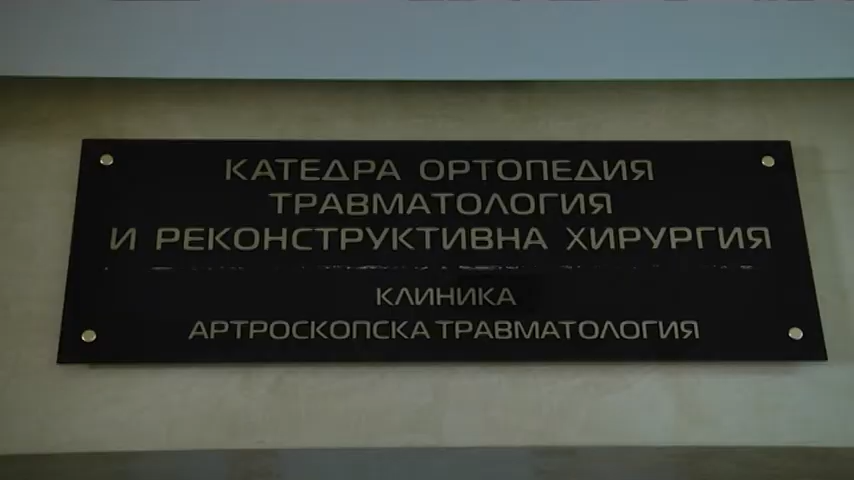 КАТЕДРА ОРТОПЕДИЯ
ТРАВМАТОЛОГИЯ
И РЕКОНСТРУКТИВНА ХИРУРГИЯ
КЛИНИКА
АРТРОСКОПСКА ТРАВМАТОЛОГИЯ